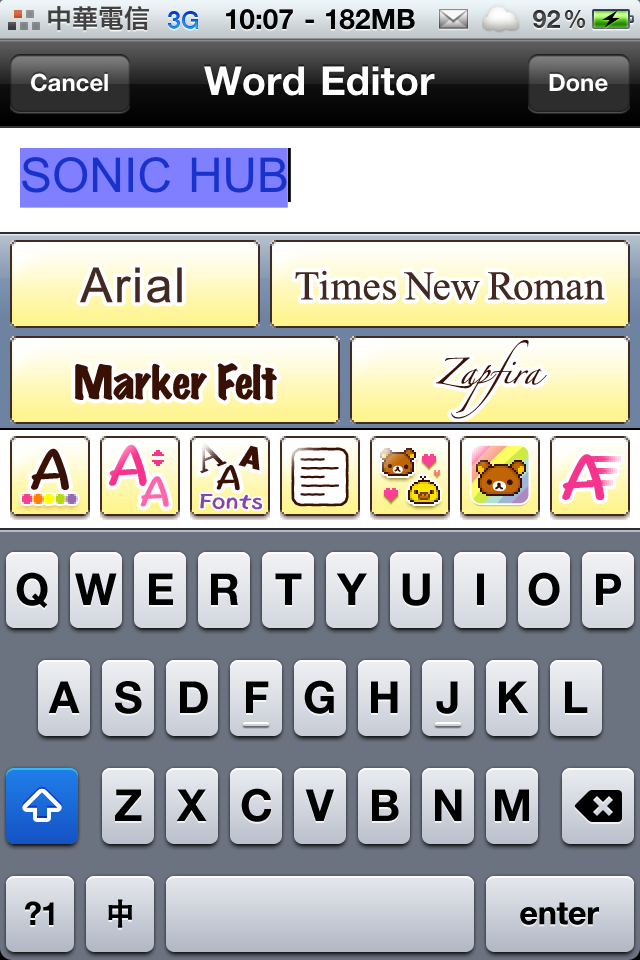 中華電信 3G 10:07 - 182MB 92%
Cancel Word Editor Done
SONIC HUB
Arial Times New Roman
Marker Felt Zapfira
A A A A A A Fonts A
Q W E R T Y U I O P
A S D F G H J K L
Z X C V B N M
?1 中 enter